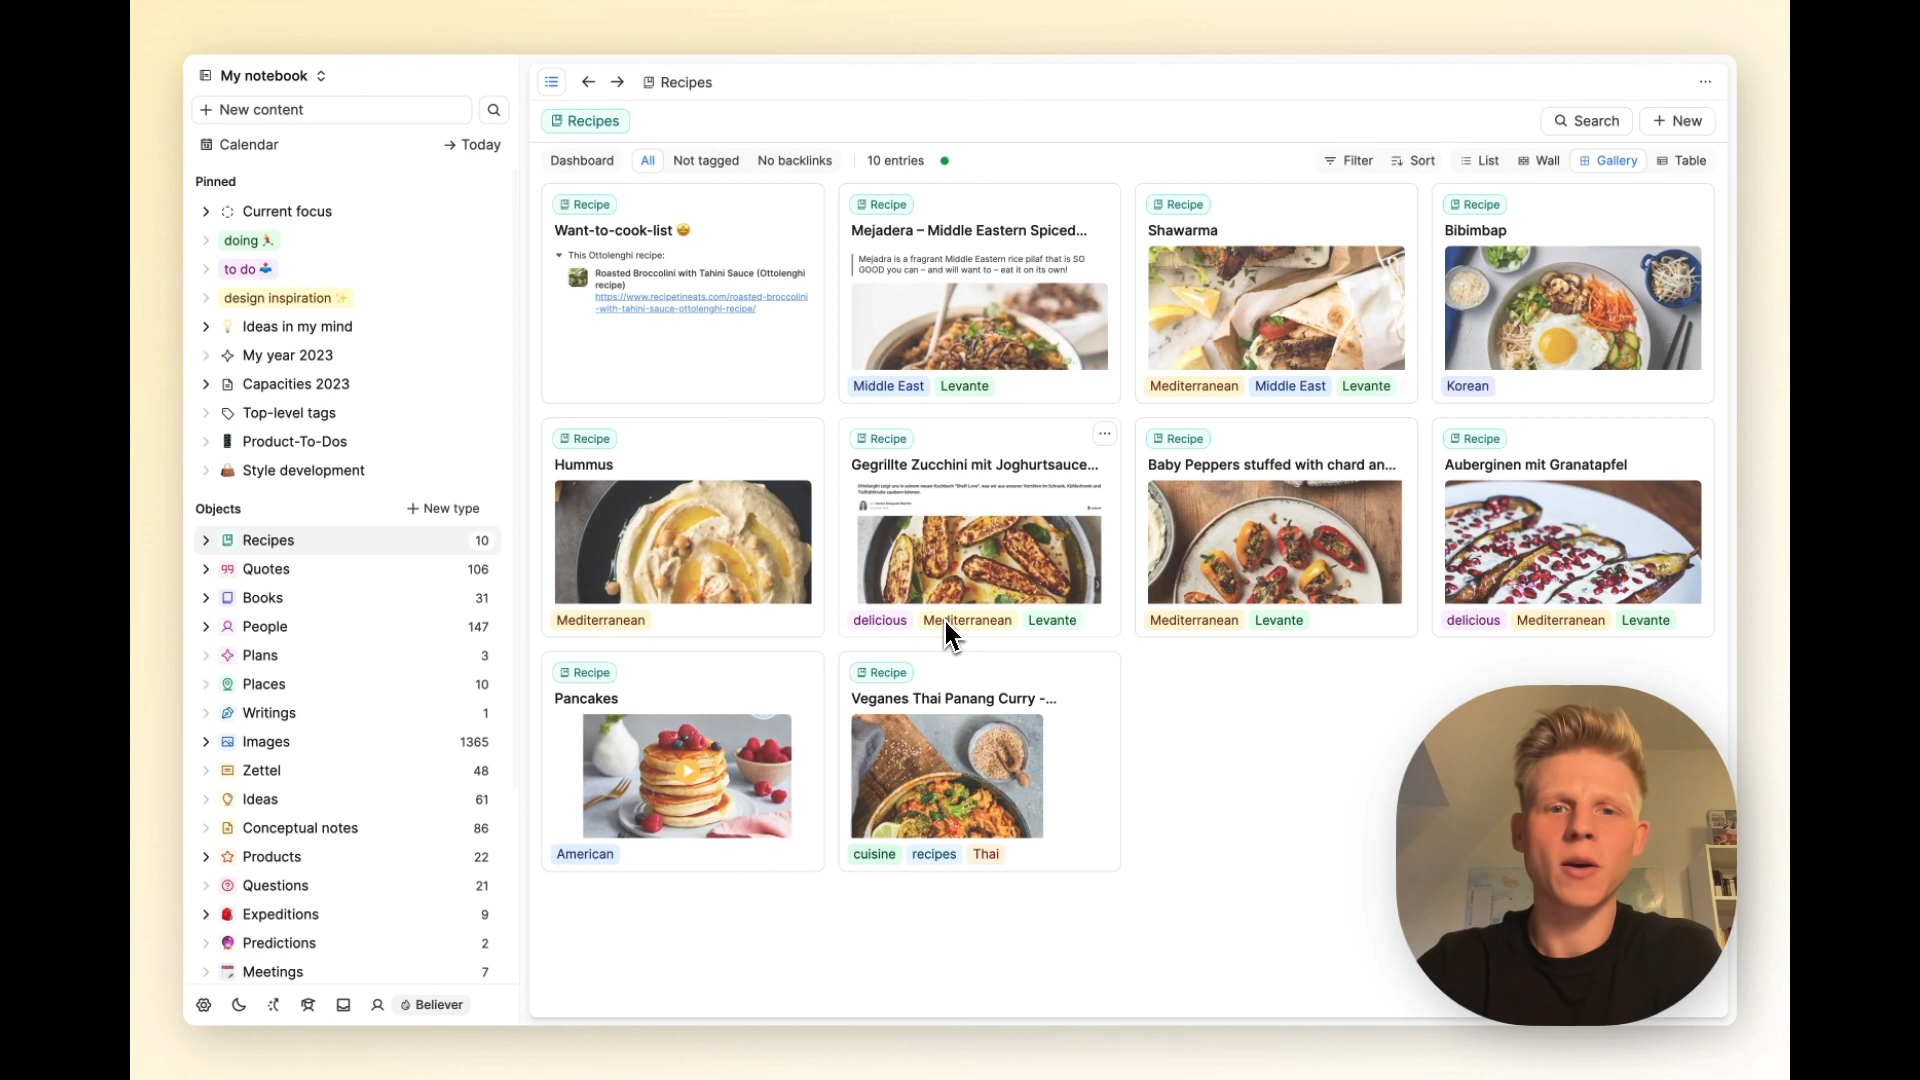 My notebook
New content
Calendar
Today
Pinned
Current focus
doing
to do
design inspiration
Ideas in my mind
My year 2023
Capacities 2023
Top-level tags
Product-To-Dos
Style development
Objects
New type
Recipes 10
Quotes 106
Books 31
People 147
Plans 3
Places 10
Writings 1
Images 1365
Zettel 48
Ideas 61
Conceptual notes 86
Products 22
Questions 21
Expeditions 9
Predictions 2
Meetings 7
Believer
Recipes
Recipes
Search
New
Dashboard
All
Not tagged
No backlinks
10 entries
Filter
Sort
List
Wall
Gallery
Table
Recipe
Want-to-cook-list
This Ottolenghi recipe:
Roasted Broccolini with Tahini Sauce (Ottolenghi
recipe)
https://www.recipetineats.com/roasted-broccolini
-with-tahini-sauce-ottolenghi-recipe/
Recipe
Mejadera – Middle Eastern Spiced...
Mejadra is a fragrant Middle Eastern rice pilaf that is SO
GOOD you can – and will want to – eat it on its own!
Middle East Levante
Recipe
Shawarma
Mediterranean Middle East Levante
Recipe
Bibimbap
Korean
Recipe
Hummus
Mediterranean
Recipe
Gegrillte Zucchini mit Joghurtsauce...
delicious Mediterranean Levante
Recipe
Baby Peppers stuffed with chard an...
Mediterranean Levante
Recipe
Auberginen mit Granatapfel
delicious Mediterranean Levante
Recipe
Pancakes
American
Recipe
Veganes Thai Panang Curry -...
cuisine recipes Thai